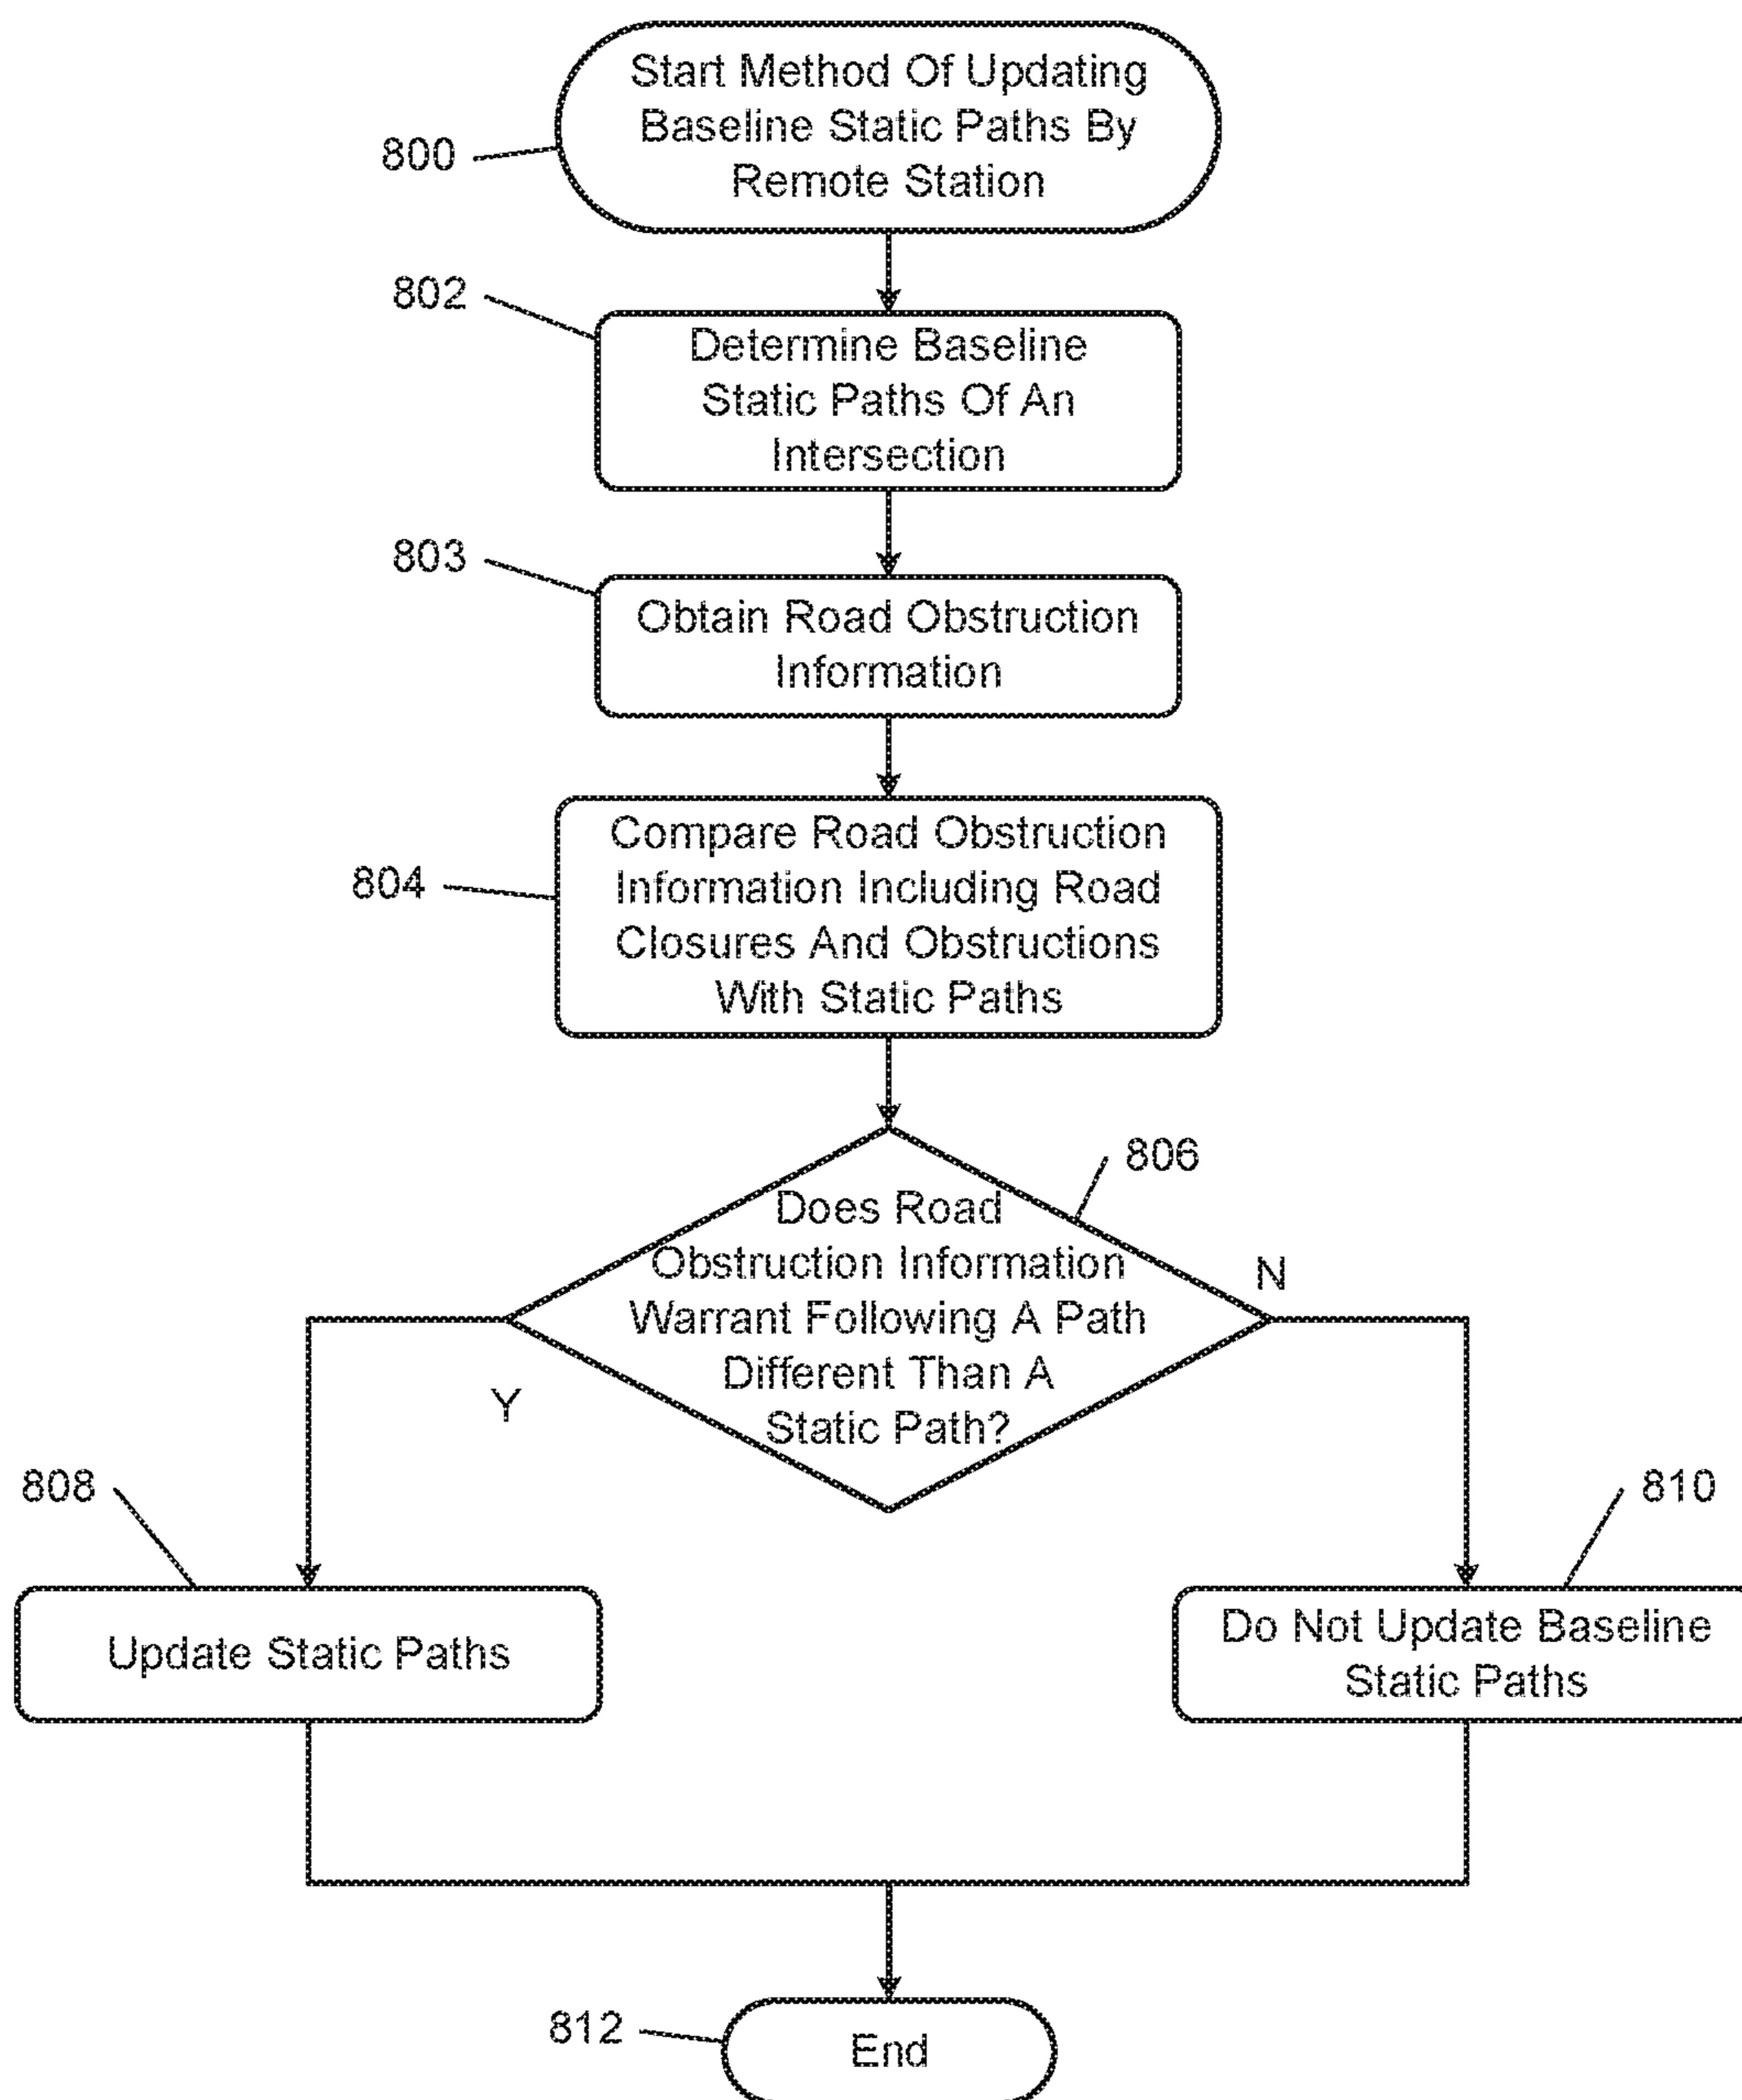 Start Method Of Updating
Baseline Static Paths By
Remote Station
800
802
Determine Baseline
Static Paths Of An
Intersection
803
Obtain Road Obstruction
Information
804
Compare Road Obstruction
Information Including Road
Closures And Obstructions
With Static Paths
806
Does Road
Obstruction Information
Warrant Following A Path
Different Than A
Static Path?
N
Y
808
810
Update Static Paths
Do Not Update Baseline
Static Paths
812
End